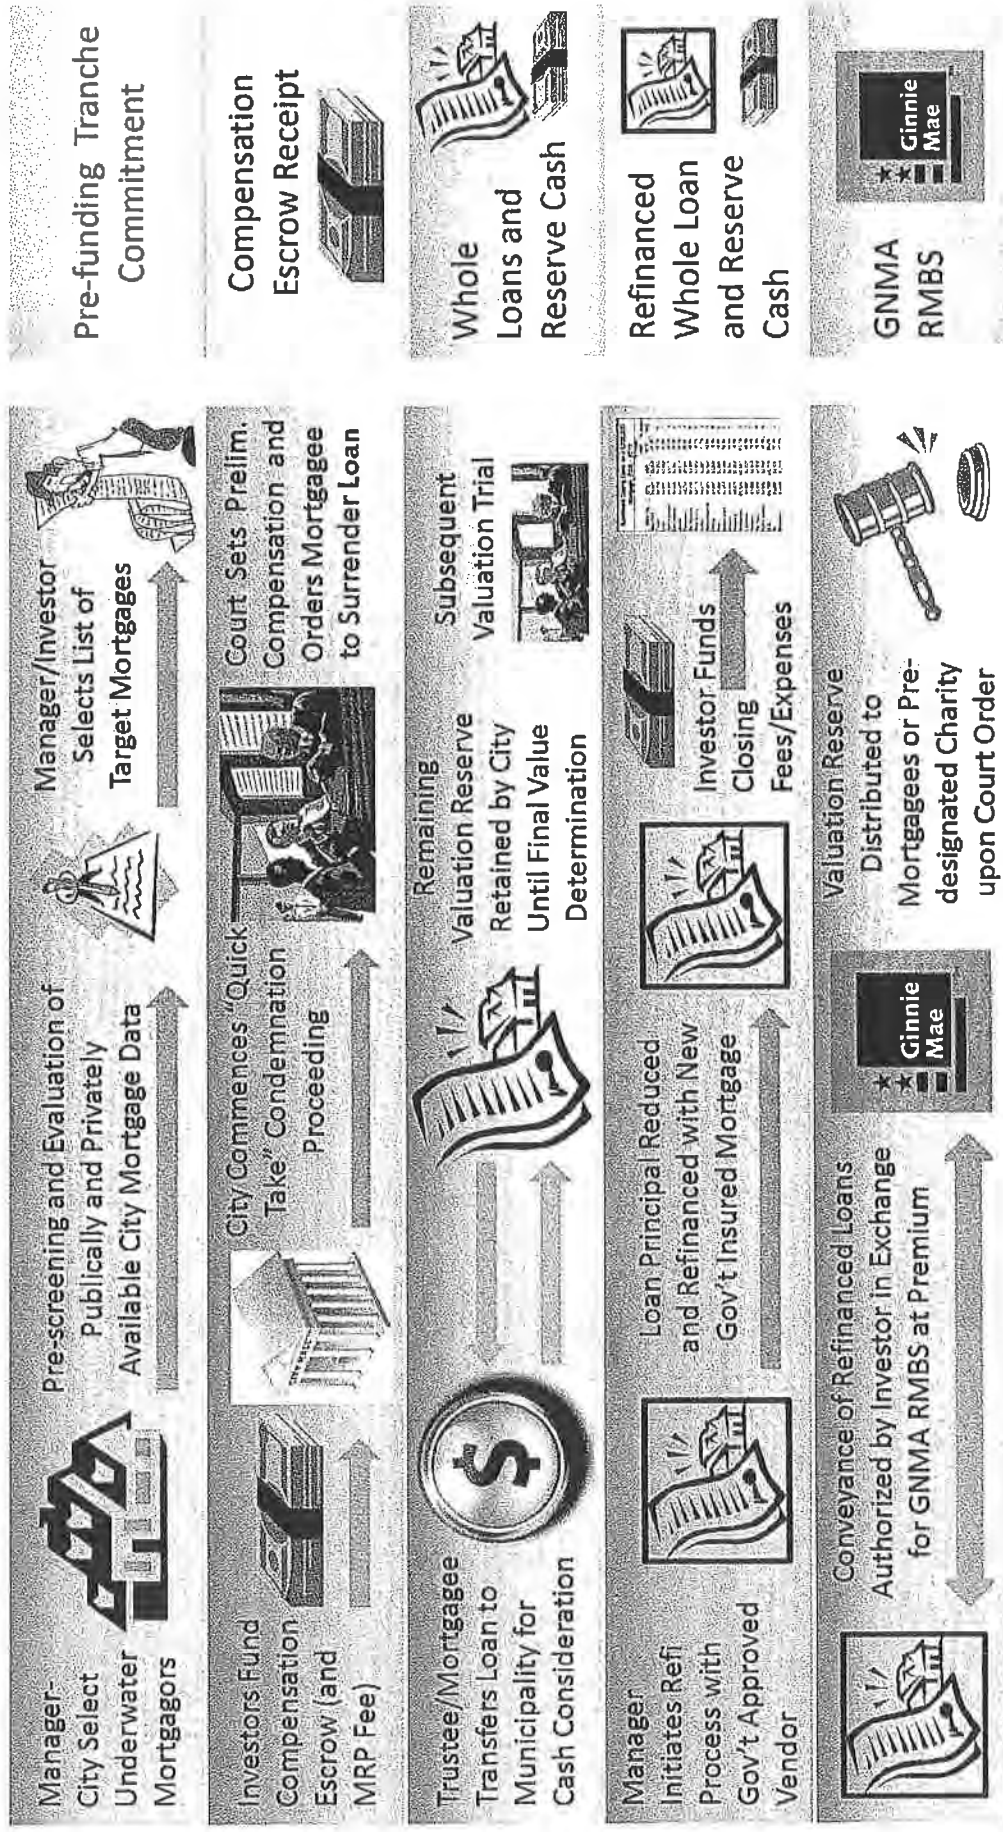 Manager-
City Select
Underwater
Mortgagors
Pre-screening and Evaluation of
Publically and Privately
Available City Mortgage Data
Manager/Investor
Selects List of
Target Mortgages
Pre-funding Tranche
Commitment
Investors Fund
Compensation
Escrow (and
MRP Fee)
City Commences "Quick
Take" Condemnation
Proceeding
Court Sets Prelim.
Compensation and
Orders Mortgagee
to Surrender Loan
Compensation
Escrow Receipt
Trustee/Mortgagee
Transfers Loan to
Municipality for
Cash Consideration
$
Remaining
Valuation Reserve
Retained by City
Until Final Value
Determination
Subsequent
Valuation Trial
Whole
Loans and
Reserve Cash
Manager
Initiates Refi
Process with
Gov't Approved
Vendor
Loan Principal Reduced
and Refinanced with New
Gov't Insured Mortgage
Investor Funds
Closing
Fees/Expenses
Refinanced
Whole Loan
and Reserve
Cash
Conveyance of Refinanced Loans
Authorized by Investor in Exchange
for GNMA RMBS at Premium
Ginnie
Mae
Valuation Reserve
Distributed to
Mortgagees or Pre-
designated Charity
upon Court Order
GNMA
RMBS
Ginnie
Mae